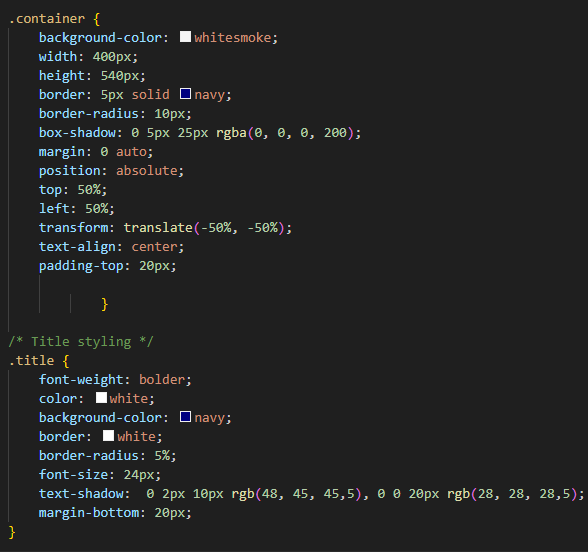 .container {
    background-color: whitesmoke;
    width: 400px;
    height: 540px;
    border: 5px solid navy;
    border-radius: 10px;
    box-shadow: 0 5px 25px rgba(0, 0, 0, 200);
    margin: 0 auto;
    position: absolute;
    top: 50%;
    left: 50%;
    transform: translate(-50%, -50%);
    text-align: center;
    padding-top: 20px;

            }

/* Title styling */
.title {
    font-weight: bolder;
    color: white;
    background-color: navy;
    border: white;
    border-radius: 5%;
    font-size: 24px;
    text-shadow:  0 2px 10px rgb(48, 45, 45,5), 0 0 20px rgb(28, 28, 28,5);
    margin-bottom: 20px;
}